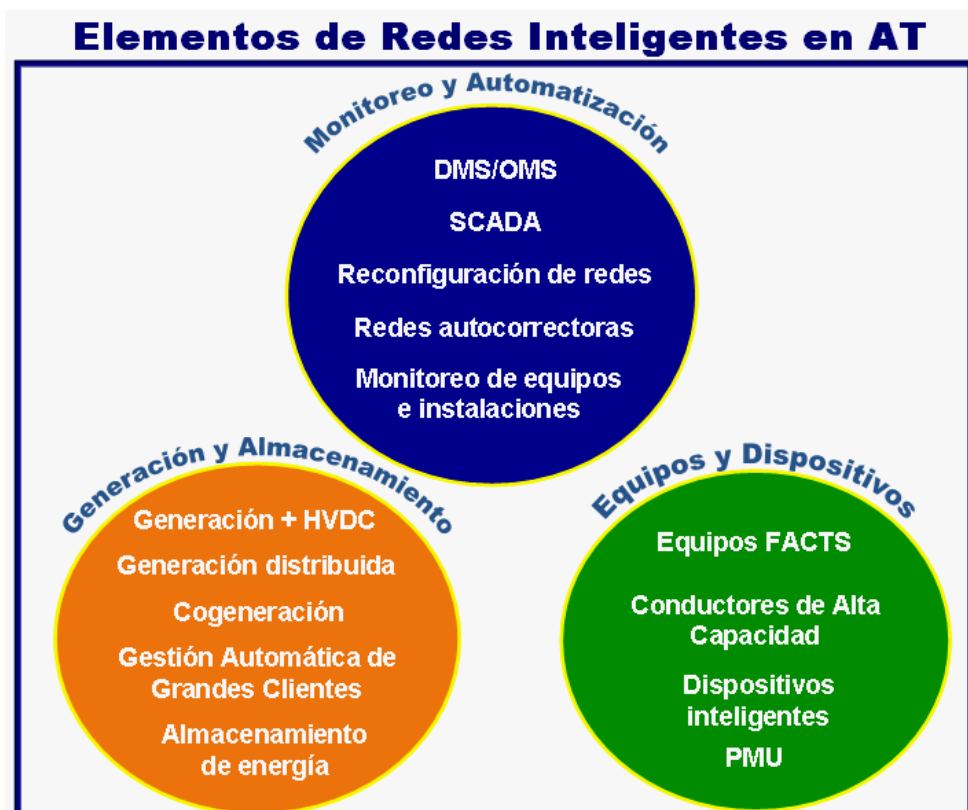 Elementos de Redes Inteligentes en AT
Monitoreo y Automatización
DMS/OMS
SCADA
Reconfiguración de redes
Redes autocorrectoras
Monitoreo de equipos
e instalaciones
Generación y Almacenamiento
Generación + HVDC
Generación distribuida
Cogeneración
Gestión Automática de
Grandes Clientes
Almacenamiento
de energía
Equipos y Dispositivos
Equipos FACTS
Conductores de Alta
Capacidad
Dispositivos
inteligentes
PMU